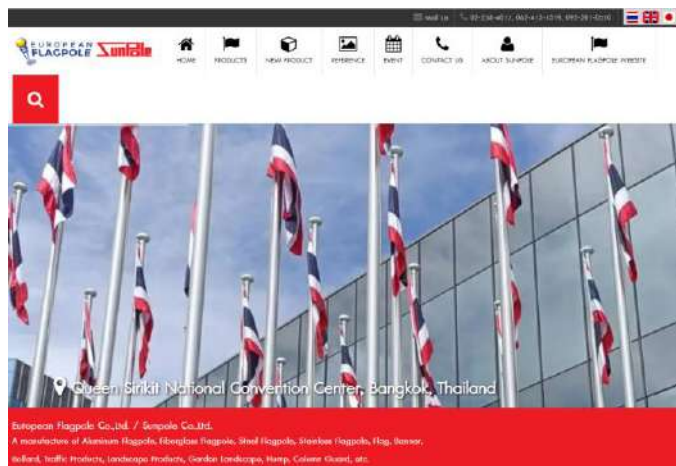 mail us
EUROPEAN FLAGPOLE Sunpole
HOME PRODUCTS NEW PRODUCT REFERENCE EVENT CONTACT US ABOUT SUNPOLE EUROPEAN FLAGPOLE WEBSITE
Queen Sirikit National Convention Center, Bangkok, Thailand
European Flagpole Co.,Ltd. / Sunpole Co.,Ltd.
A manufacture of Aluminum Flagpole, Fiberglass Flagpole, Steel Flagpole, Stainless Flagpole, Flag, Banner,
Bollard, Traffic Products, Landscape Products, Garden Landscape, Hump, Column Guard, etc.